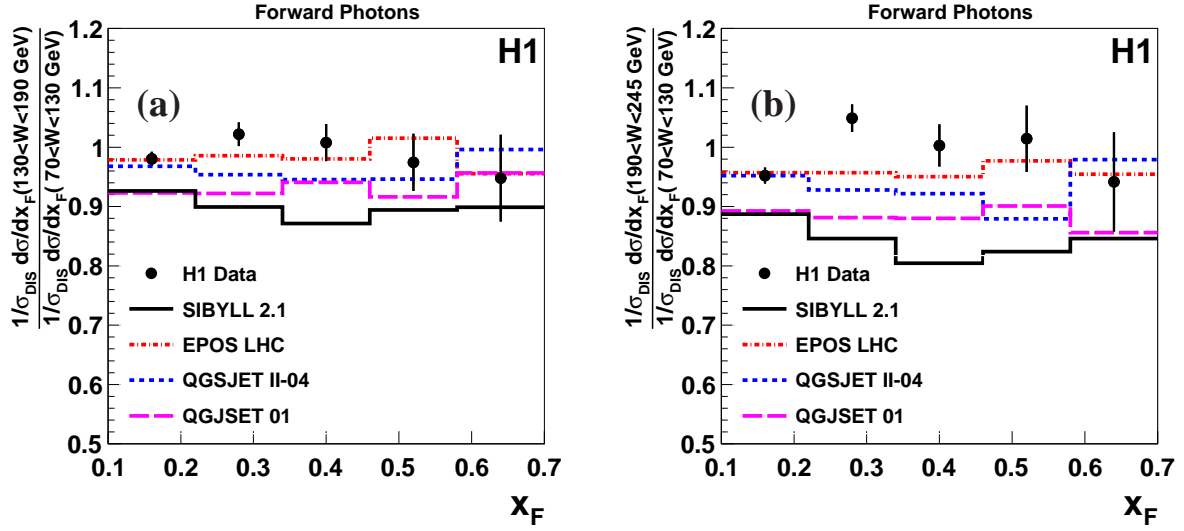 Forward Photons
H1
(a)
1/σDIS dσ/dxF(130<W<190 GeV)
1/σDIS dσ/dxF( 70<W<130 GeV)
1.2
1.1
1
0.9
0.8
0.7
0.6
0.5
H1 Data
SIBYLL 2.1
EPOS LHC
QGSJET II-04
QGJSET 01
0.1 0.2 0.3 0.4 0.5 0.6 0.7
xF
Forward Photons
H1
(b)
1/σDIS dσ/dxF(190<W<245 GeV)
1/σDIS dσ/dxF( 70<W<130 GeV)
1.2
1.1
1
0.9
0.8
0.7
0.6
0.5
H1 Data
SIBYLL 2.1
EPOS LHC
QGSJET II-04
QGJSET 01
0.1 0.2 0.3 0.4 0.5 0.6 0.7
xF